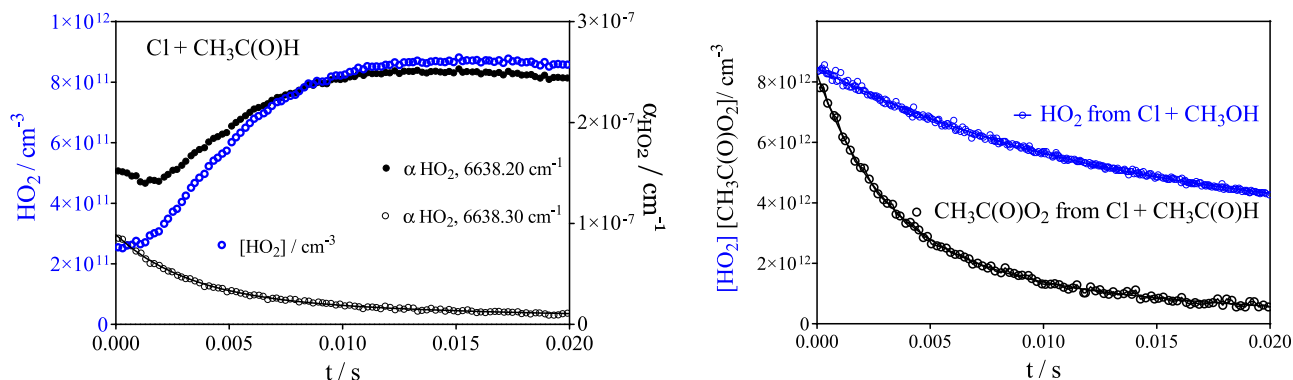 1×10¹²
8×10¹¹
6×10¹¹
4×10¹¹
2×10¹¹
0
HO₂ / cm⁻³
Cl + CH₃C(O)H
α HO₂, 6638.20 cm⁻¹
α HO₂, 6638.30 cm⁻¹
[HO₂] / cm⁻³
3×10⁻⁷
2×10⁻⁷
1×10⁻⁷
0
αHO₂ / cm⁻¹
0.000 0.005 0.010 0.015 0.020
t / s
8×10¹²
6×10¹²
4×10¹²
2×10¹²
0
[HO₂] [CH₃C(O)O₂]/ cm⁻³
HO₂ from Cl + CH₃OH
CH₃C(O)O₂ from Cl + CH₃C(O)H
0.000 0.005 0.010 0.015 0.020
t / s